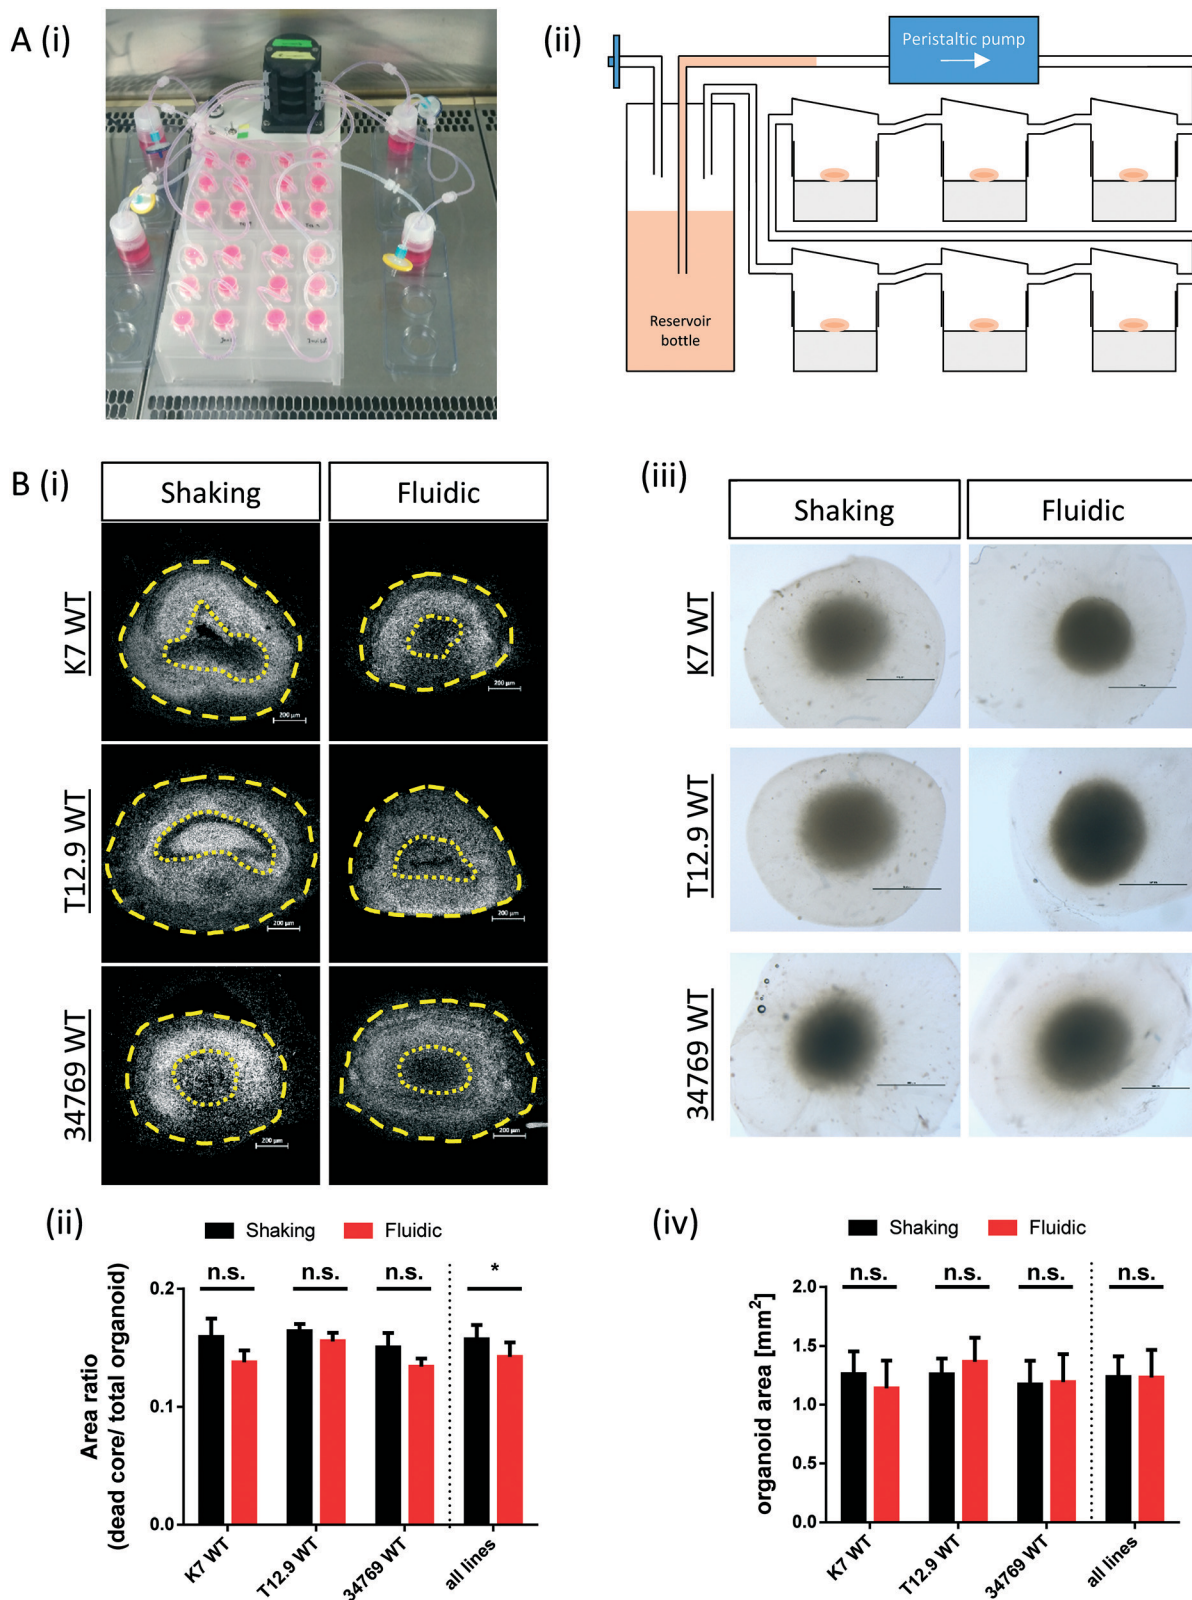 A (i)
(ii)
Peristaltic pump
Reservoir
bottle
B (i)
Shaking
Fluidic
K7 WT
200 µm
200 µm
T12.9 WT
200 µm
200 µm
34769 WT
200 µm
200 µm
(iii)
Shaking
Fluidic
K7 WT
T12.9 WT
34769 WT
(ii)
Shaking
Fluidic
n.s.
n.s.
n.s.
*
0.2
0.1
0.0
Area ratio
(dead core/ total organoid)
K7 WT
T12.9 WT
34769 WT
all lines
(iv)
Shaking
Fluidic
n.s.
n.s.
n.s.
n.s.
2.0
1.5
1.0
0.5
0.0
organoid area [mm²]
K7 WT
T12.9 WT
34769 WT
all lines